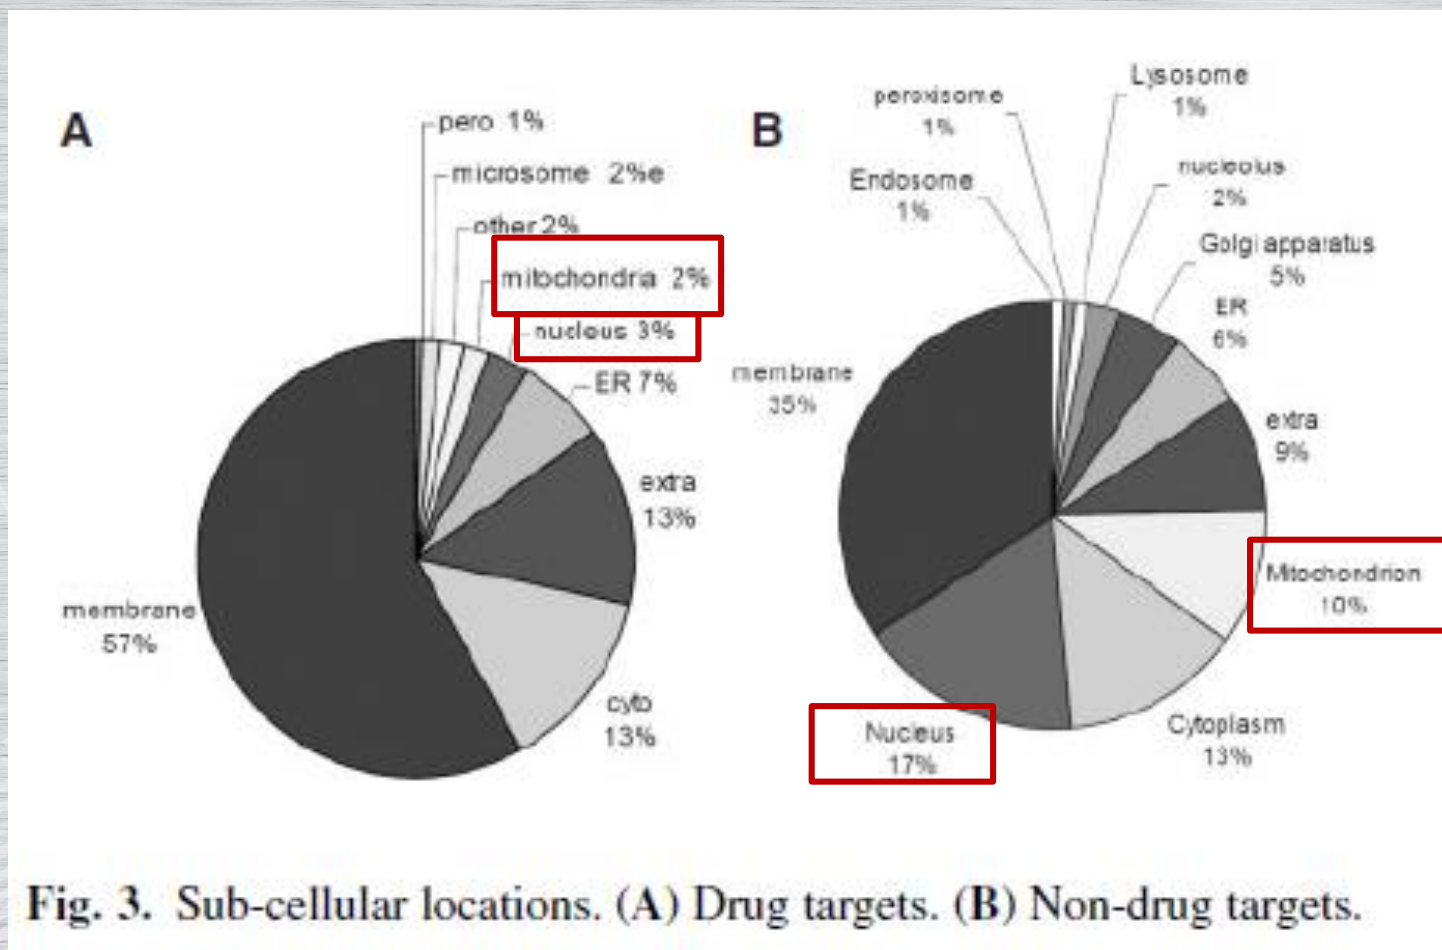 A
pero 1%
microsome 2%e
other 2%
mitochondria 2%
nucleus 3%
ER 7%
extra
13%
cyto
13%
membrane
57%
B
Lysosome
1%
peroxisome
1%
Endosome
1%
nucleolus
2%
Golgi apparatus
5%
ER
6%
extra
9%
Mitochondrion
10%
Cytoplasm
13%
Nucleus
17%
membrane
35%
Fig. 3. Sub-cellular locations. (A) Drug targets. (B) Non-drug targets.